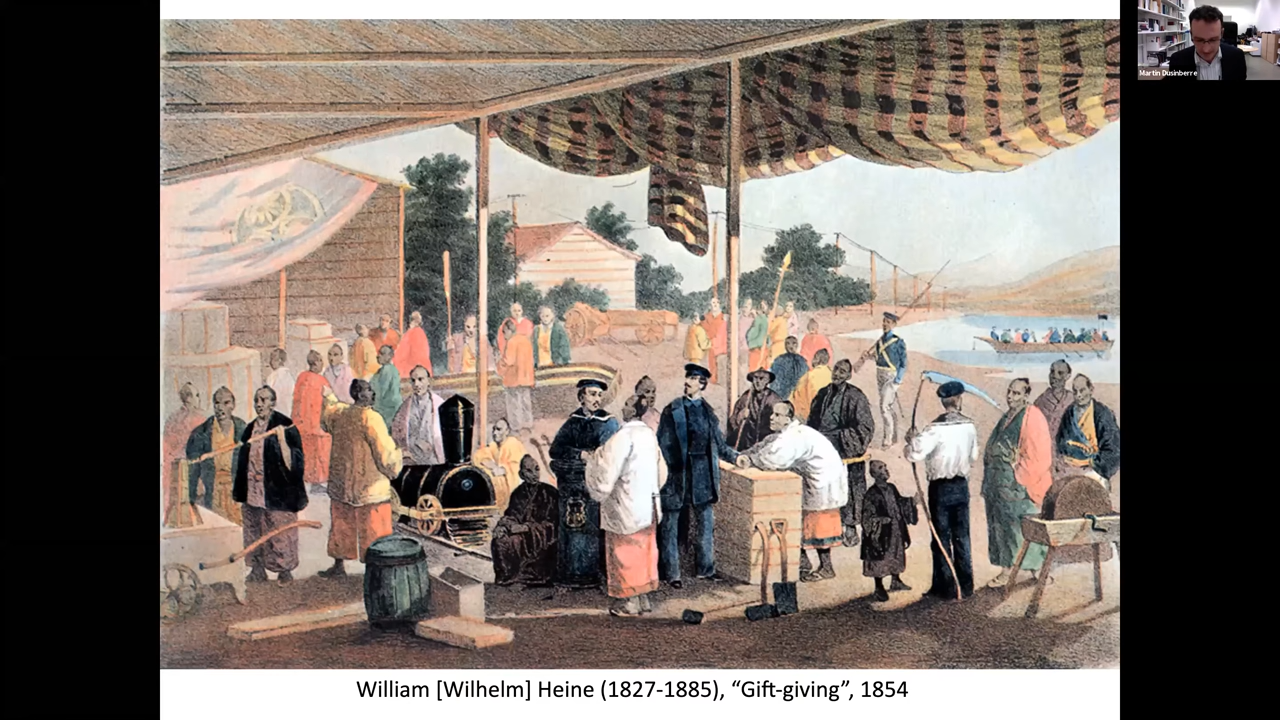 Martin Dusinberre
William [Wilhelm] Heine (1827-1885), “Gift-giving”, 1854